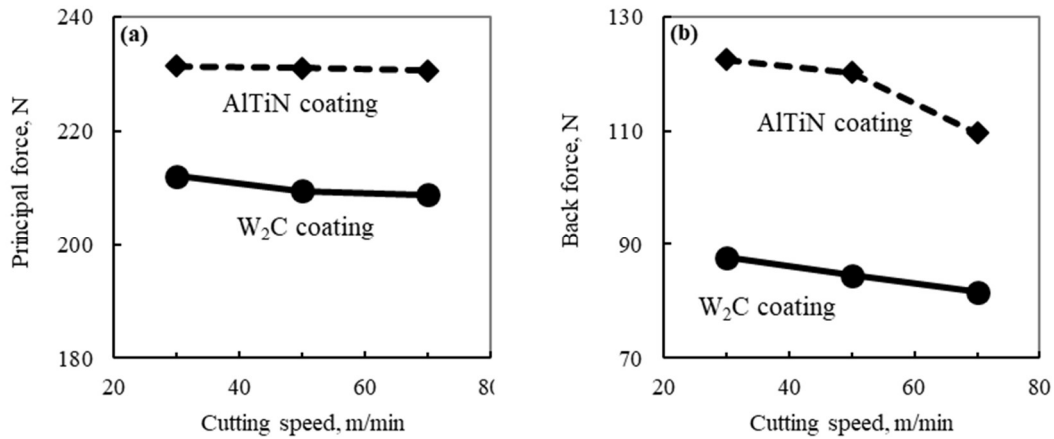 (a)
240
220
200
180
Principal force, N
AlTiN coating
W₂C coating
20 40 60 80
Cutting speed, m/min
(b)
130
110
90
70
Back force, N
AlTiN coating
W₂C coating
20 40 60 80
Cutting speed, m/min